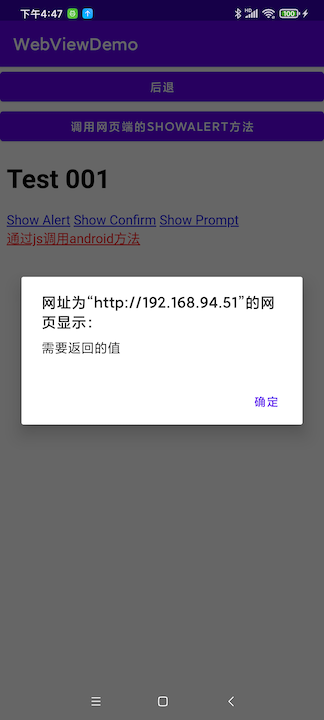 下午4:47
HD
100
WebViewDemo
后退
调用网页端的SHOWALERT方法
Test 001
Show Alert Show Confirm Show Prompt
通过js调用android方法
网址为“http://192.168.94.51”的网
页显示：
需要返回的值
确定